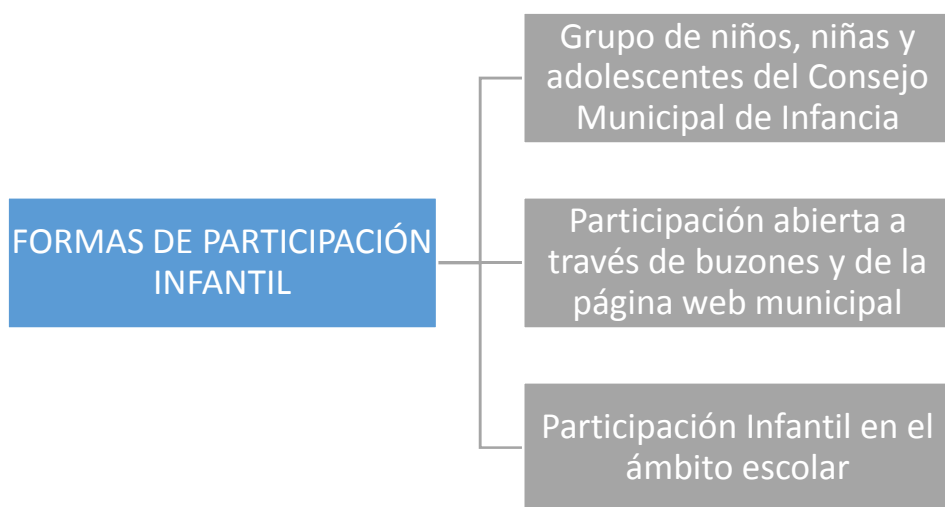 Grupo de niños, niñas y
adolescentes del Consejo
Municipal de Infancia
FORMAS DE PARTICIPACIÓN
INFANTIL
Participación abierta a
través de buzones y de la
página web municipal
Participación Infantil en el
ámbito escolar